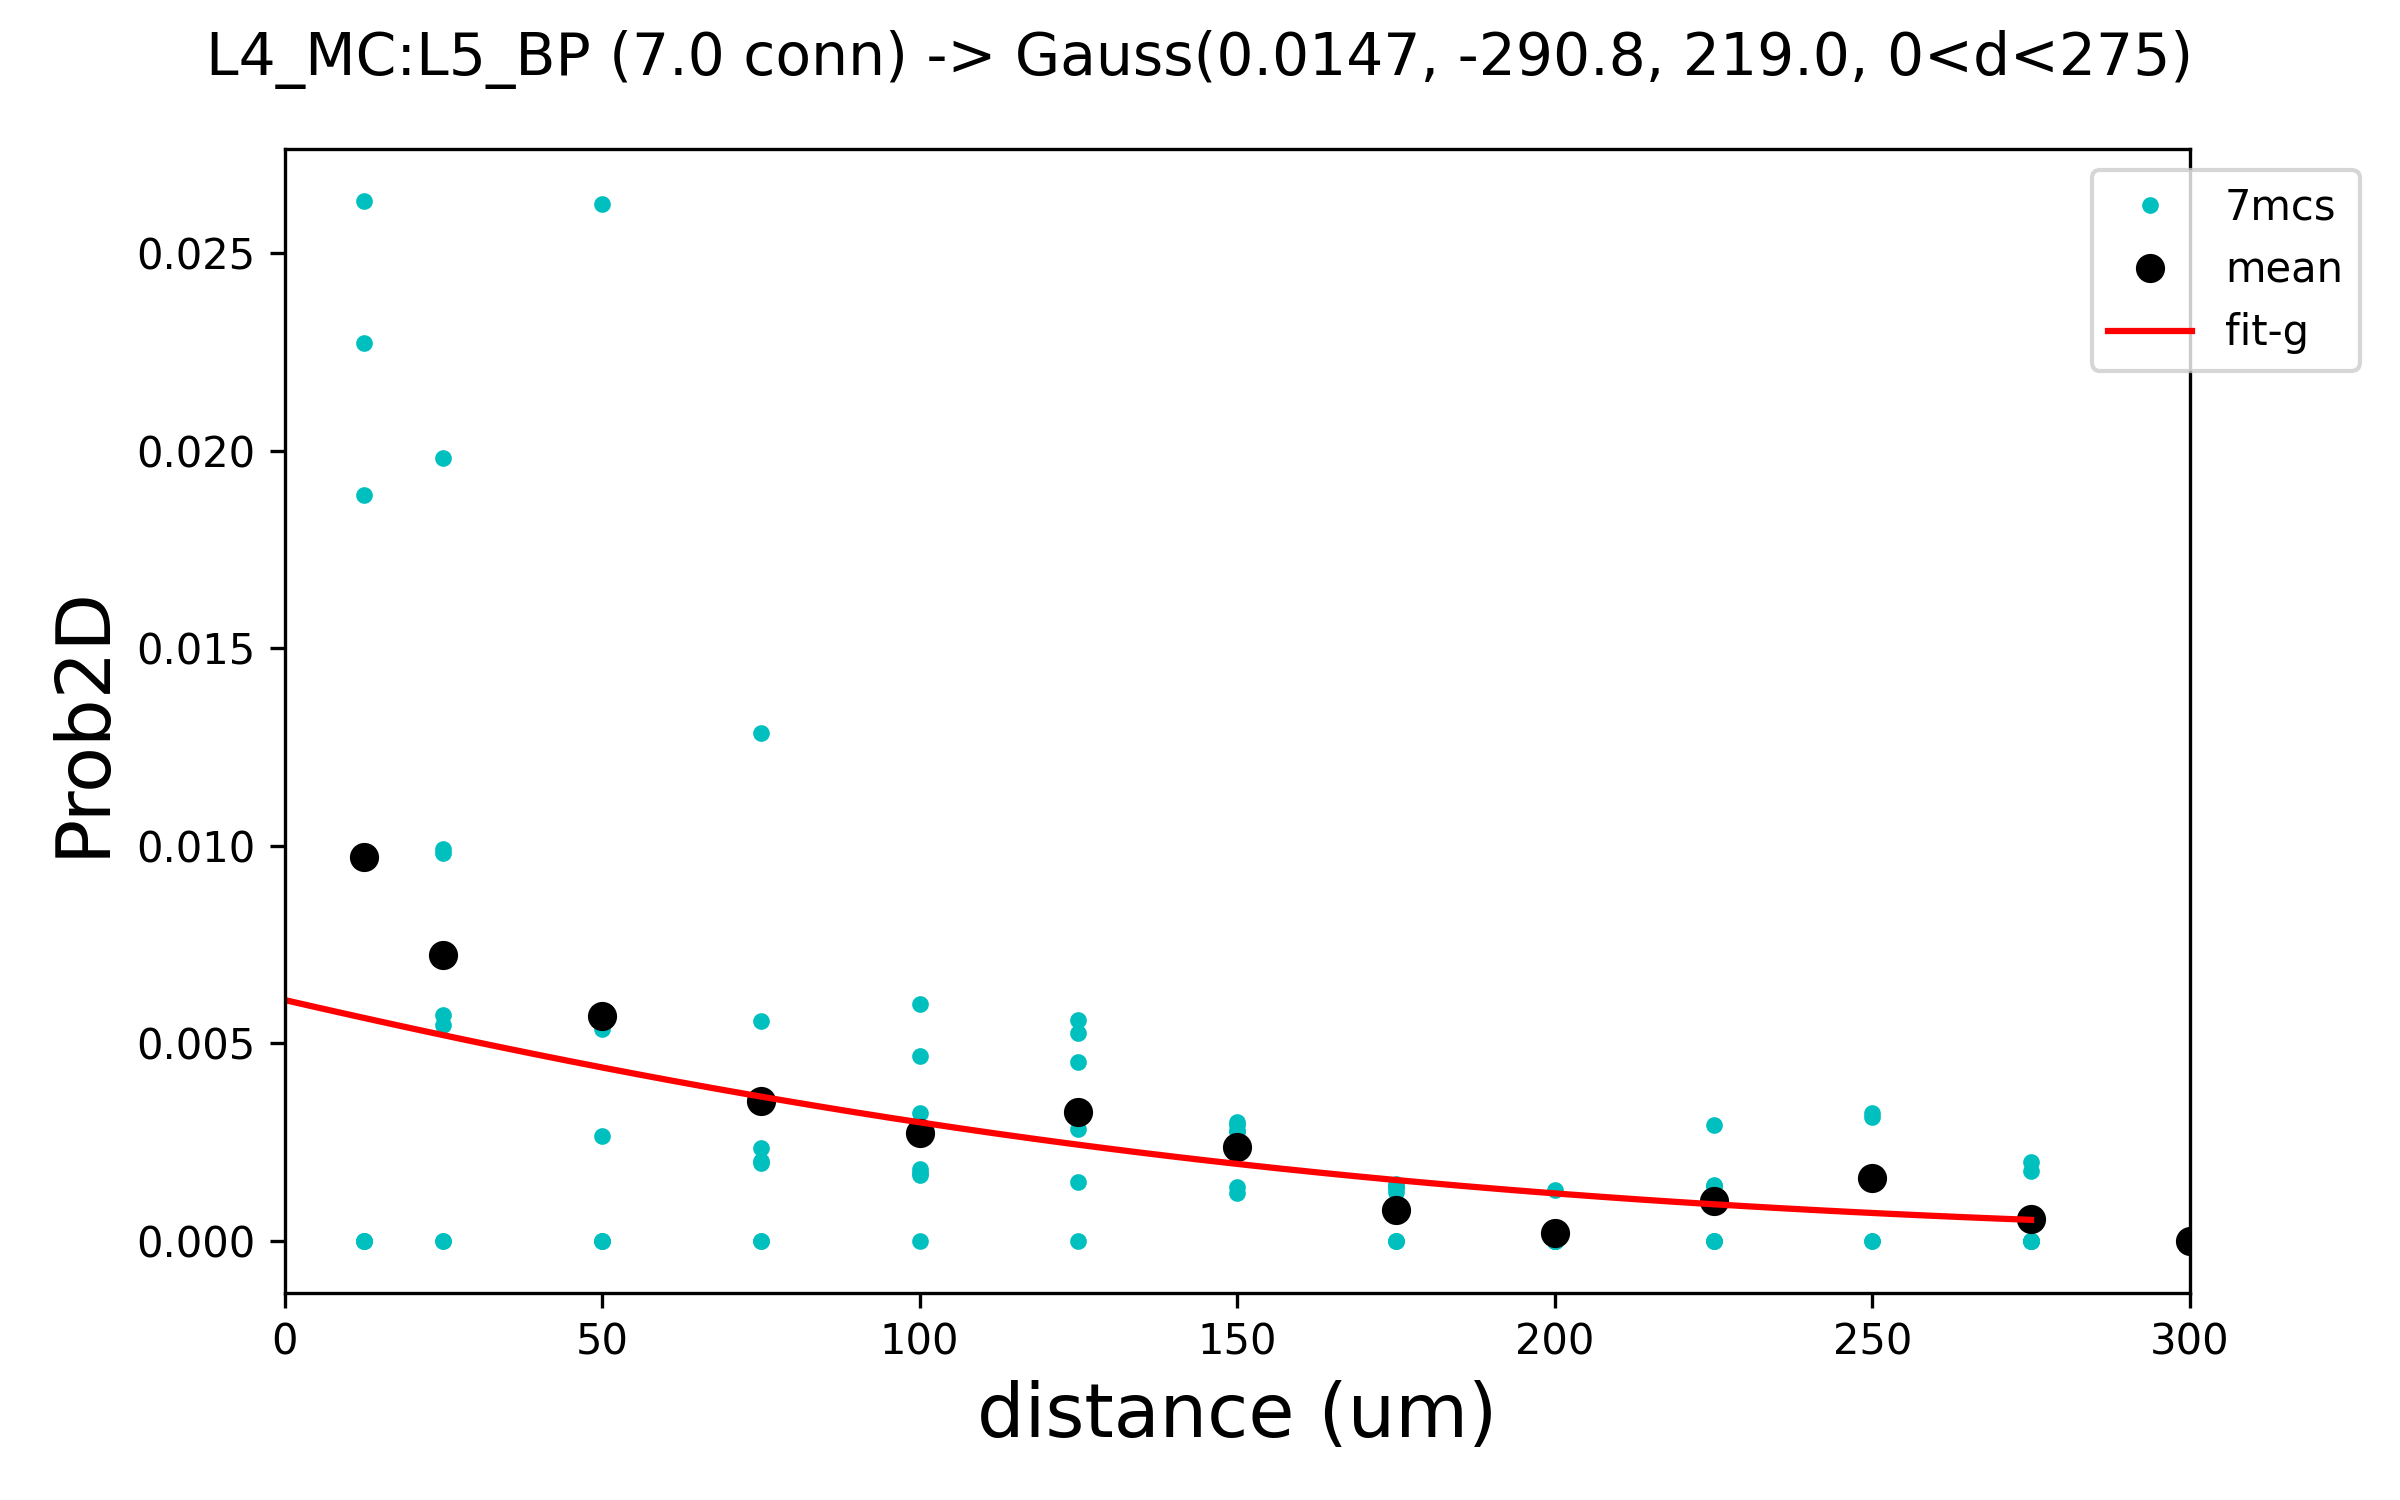 L4_MC:L5_BP (7.0 conn) -> Gauss(0.0147, -290.8, 219.0, 0<d<275)
7mcs
mean
fit-g
Prob2D
0.025
0.020
0.015
0.010
0.005
0.000
0 50 100 150 200 250 300
distance (um)